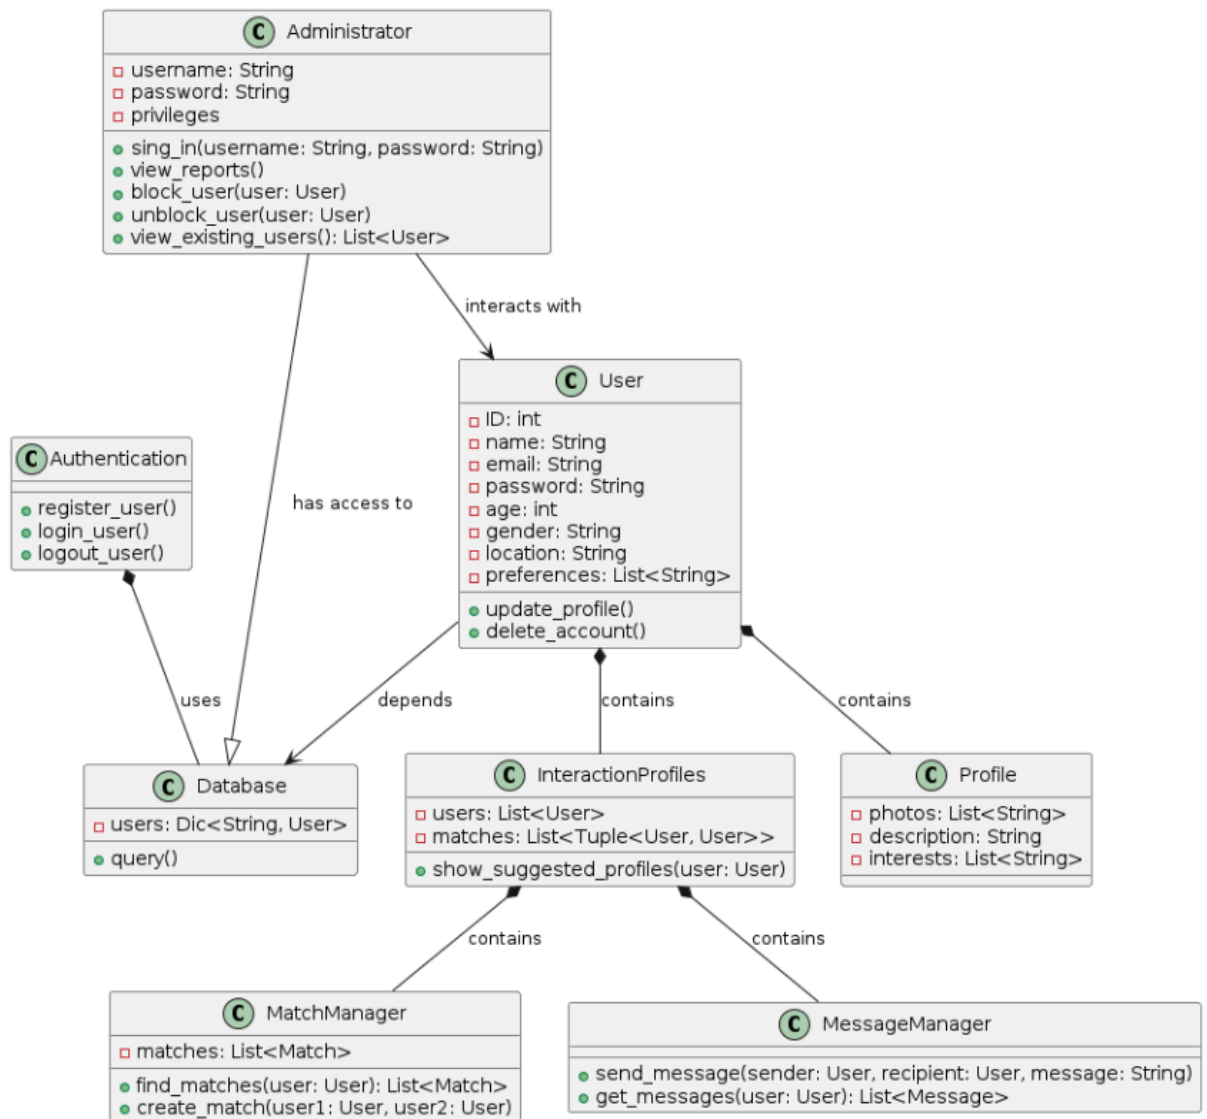 C Administrator
username: String
password: String
privileges
sing_in(username: String, password: String)
view_reports()
block_user(user: User)
unblock_user(user: User)
view_existing_users(): List<User>
interacts with
C User
ID: int
name: String
email: String
password: String
age: int
gender: String
location: String
preferences: List<String>
update_profile()
delete_account()
C Authentication
register_user()
login_user()
logout_user()
has access to
uses
depends
contains
contains
C Database
users: Dic<String, User>
query()
C InteractionProfiles
users: List<User>
matches: List<Tuple<User, User>>
show_suggested_profiles(user: User)
C Profile
photos: List<String>
description: String
interests: List<String>
contains
contains
C MatchManager
matches: List<Match>
find_matches(user: User): List<Match>
create_match(user1: User, user2: User)
C MessageManager
send_message(sender: User, recipient: User, message: String)
get_messages(user: User): List<Message>